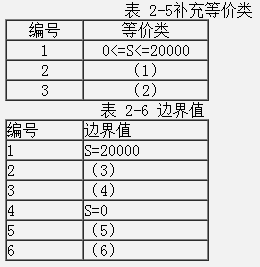 表 2-5补充等价类
编号 等价类
1 0<=S<=20000
2 （1）
3 （2）
表 2-6 边界值
编号 边界值
1 S=20000
2 （3）
3 （4）
4 S=0
5 （5）
6 （6）